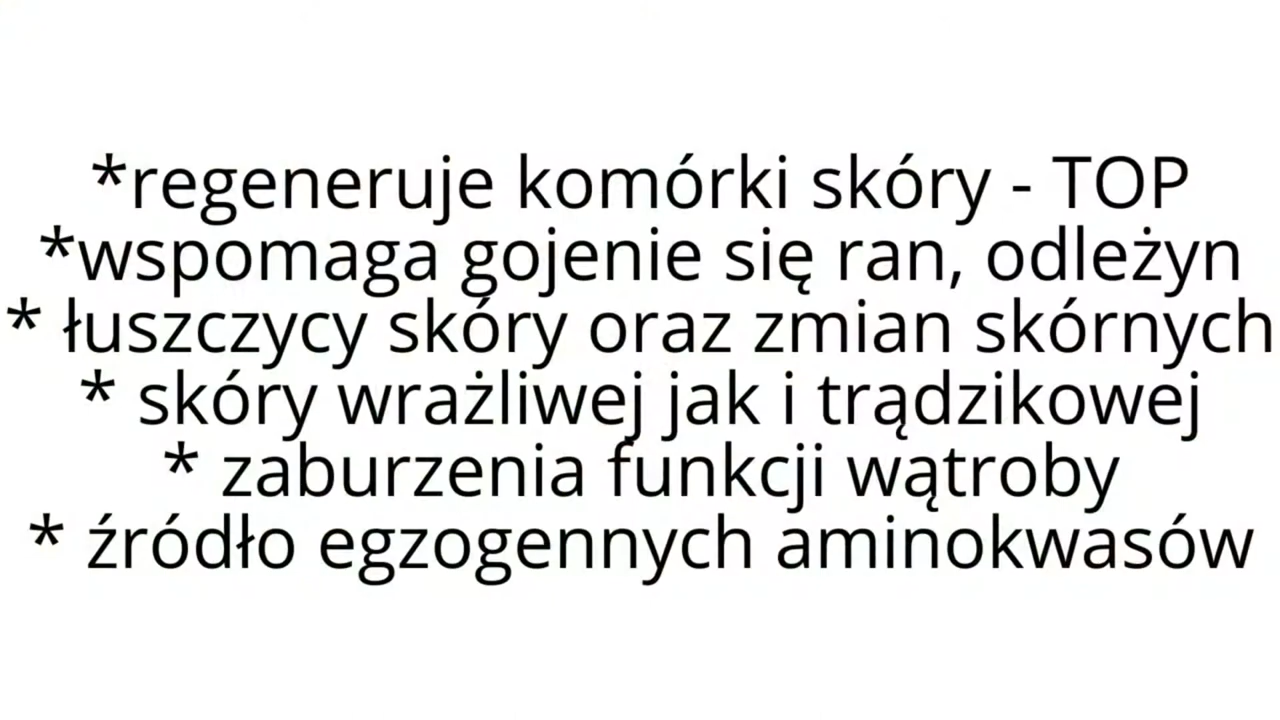 *regeneruje komórki skóry - TOP
*wspomaga gojenie się ran, odleżyn
* łuszczycy skóry oraz zmian skórnych
* skóry wrażliwej jak i trądzikowej
* zaburzenia funkcji wątroby
* źródło egzogennych aminokwasów